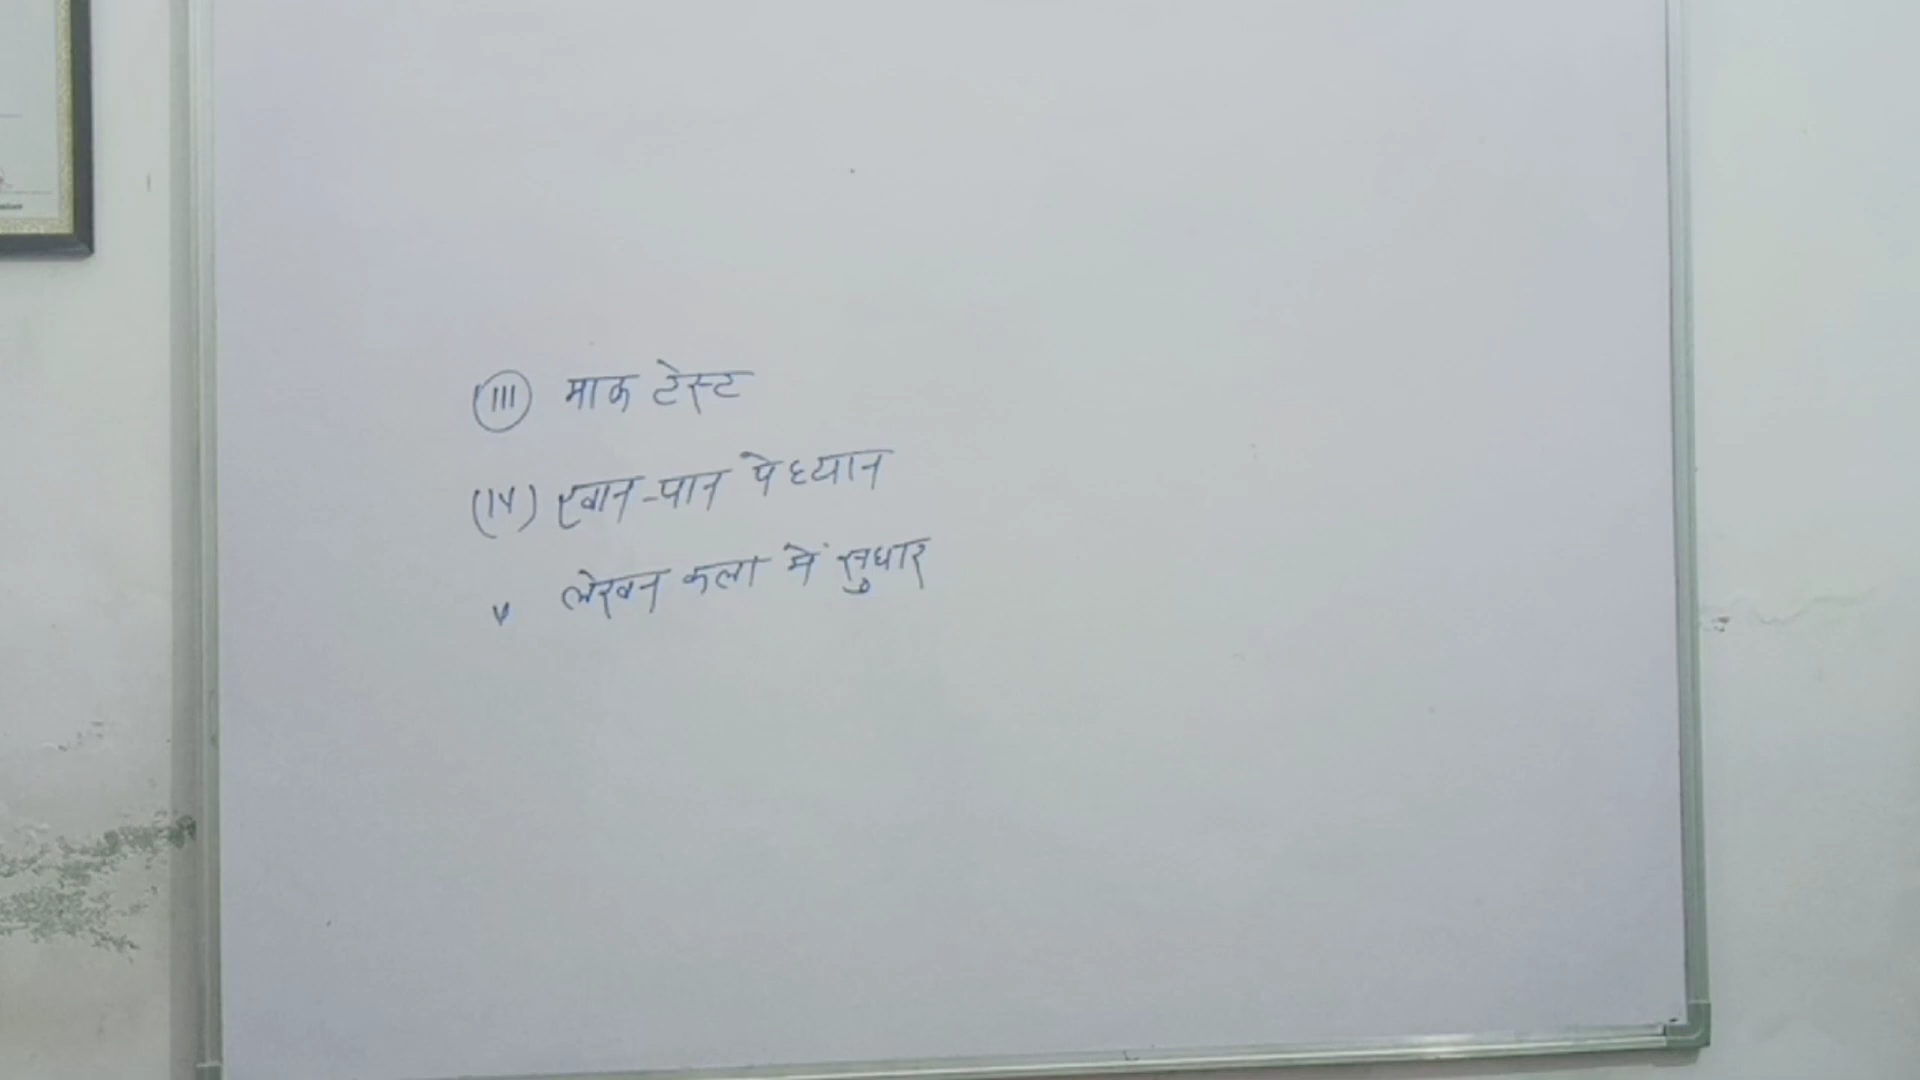 (III) माक टेस्ट
(IV) खान-पान पे ध्यान
V लेखन कला में सुधार